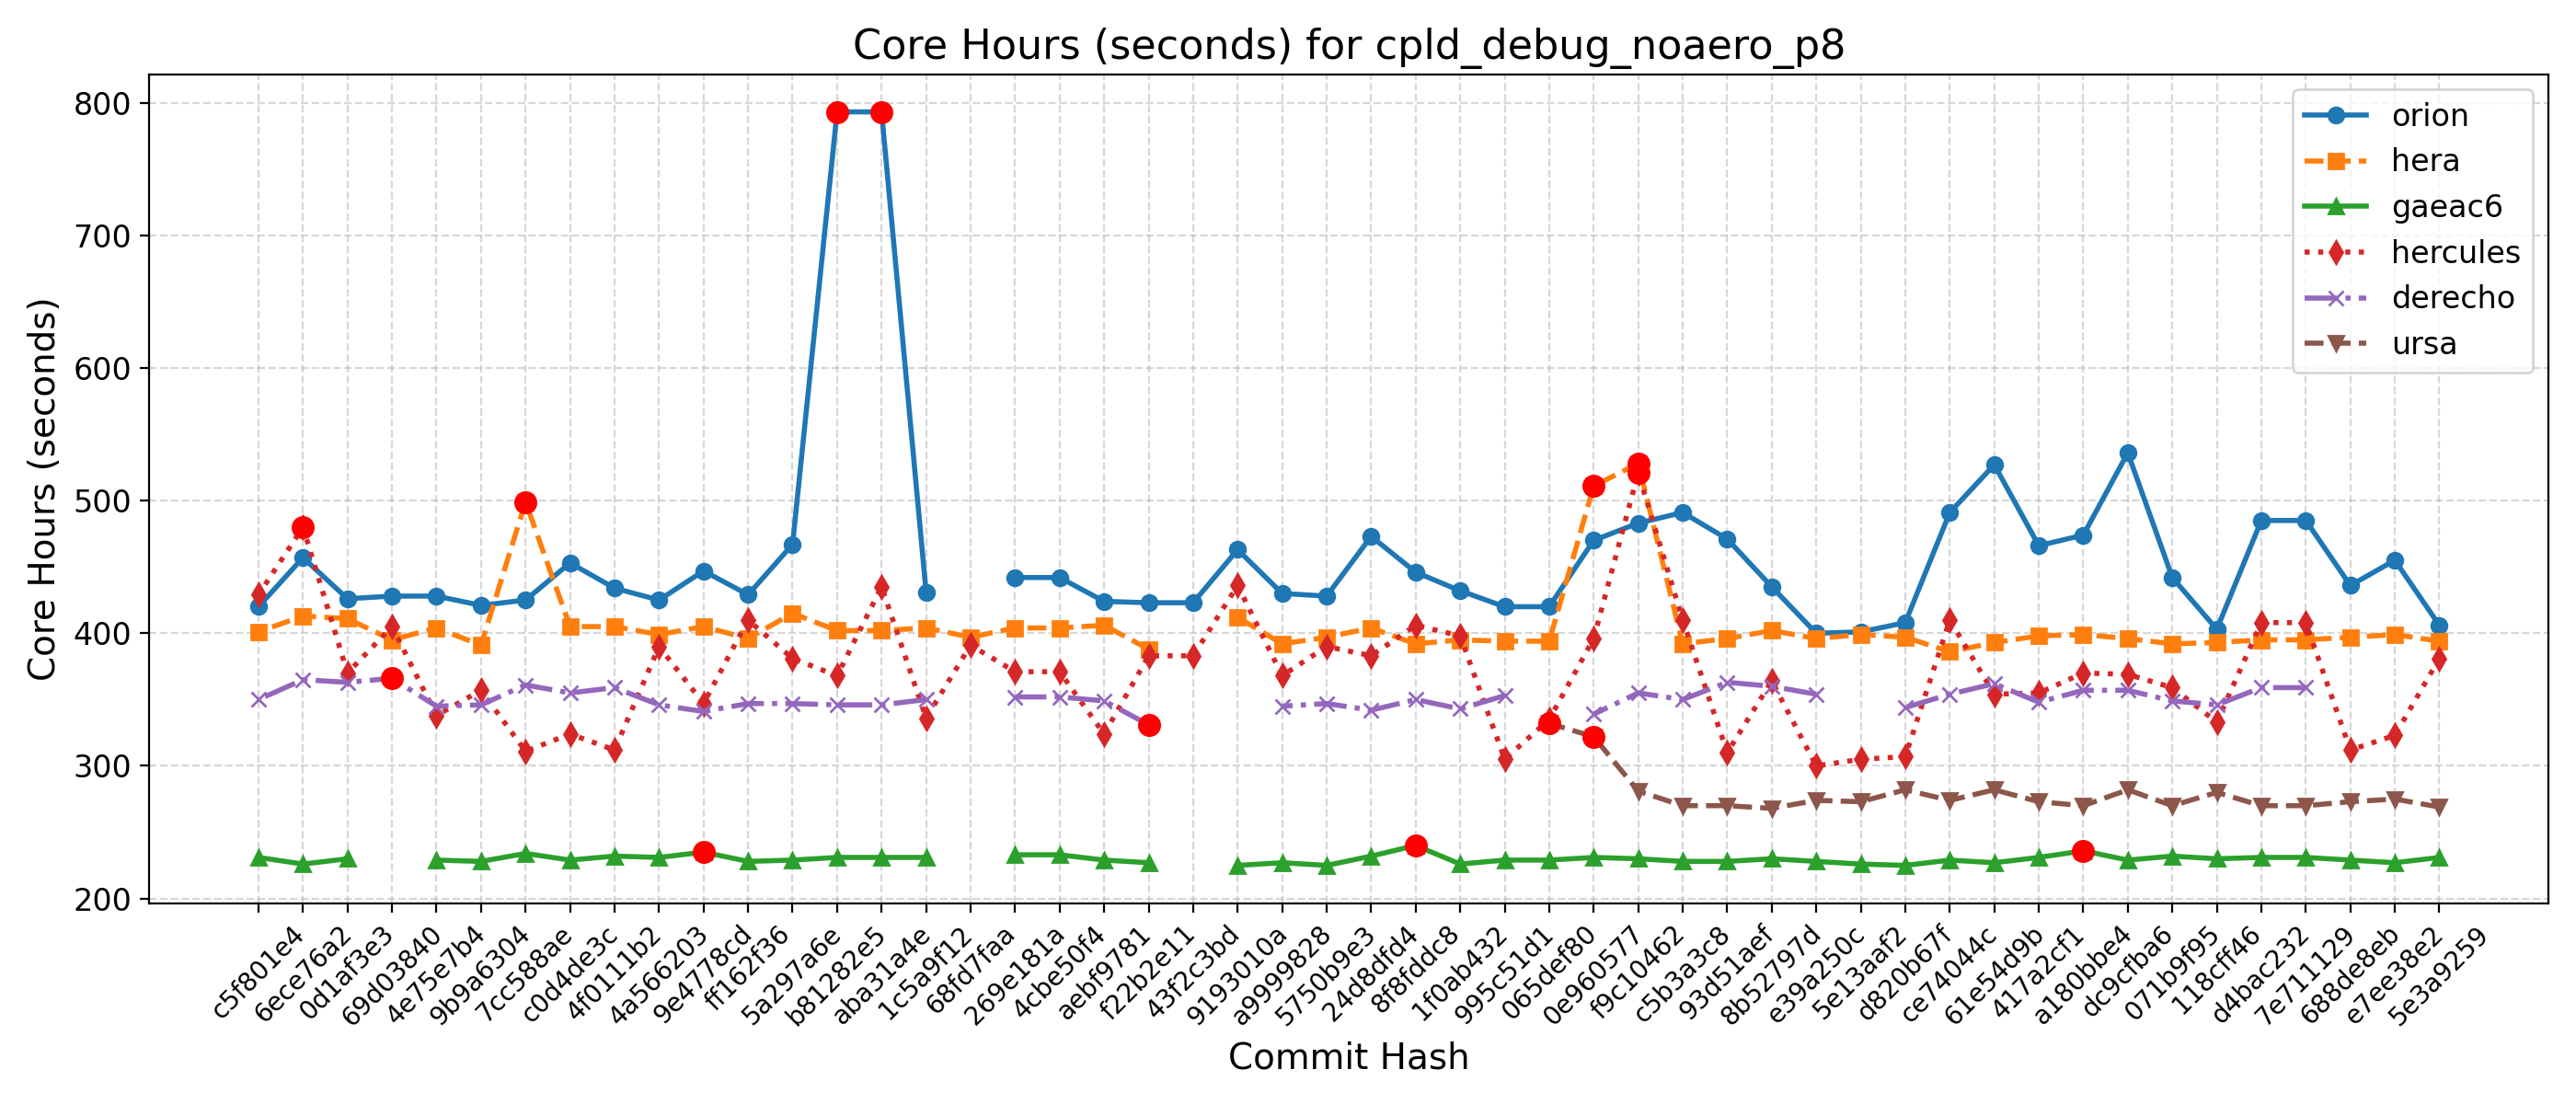 Core Hours (seconds) for cpld_debug_noaero_p8
Core Hours (seconds)
800
700
600
500
400
300
200
orion
hera
gaeac6
hercules
derecho
ursa
c5f801e4
6ece76a2
0d1af3e3
69d03840
4e75e7b4
9b9a6304
7cc588ae
c0d4de3c
4f0111b2
4a566203
9e4778cd
ff162f36
5a297a6e
b81282e5
aba31a4e
1c5a9f12
68fd7faa
269e181a
4cbe50f4
aebf9781
f22b2e11
43f2c3bd
9193010a
a9999828
5750b9e3
24d8dfd4
8f8fddc8
1f0ab432
995c51d1
065def80
0e960577
f9c10462
c5b3a3c8
93d51aef
8b52797d
e39a250c
5e13aaf2
d820b67f
ce74044c
61e54d9b
417a2cf1
a180bbe4
dc9cfba6
071b9f95
118cff46
d4bac232
7e711129
688de8eb
e7ee38e2
5e3a9259
Commit Hash